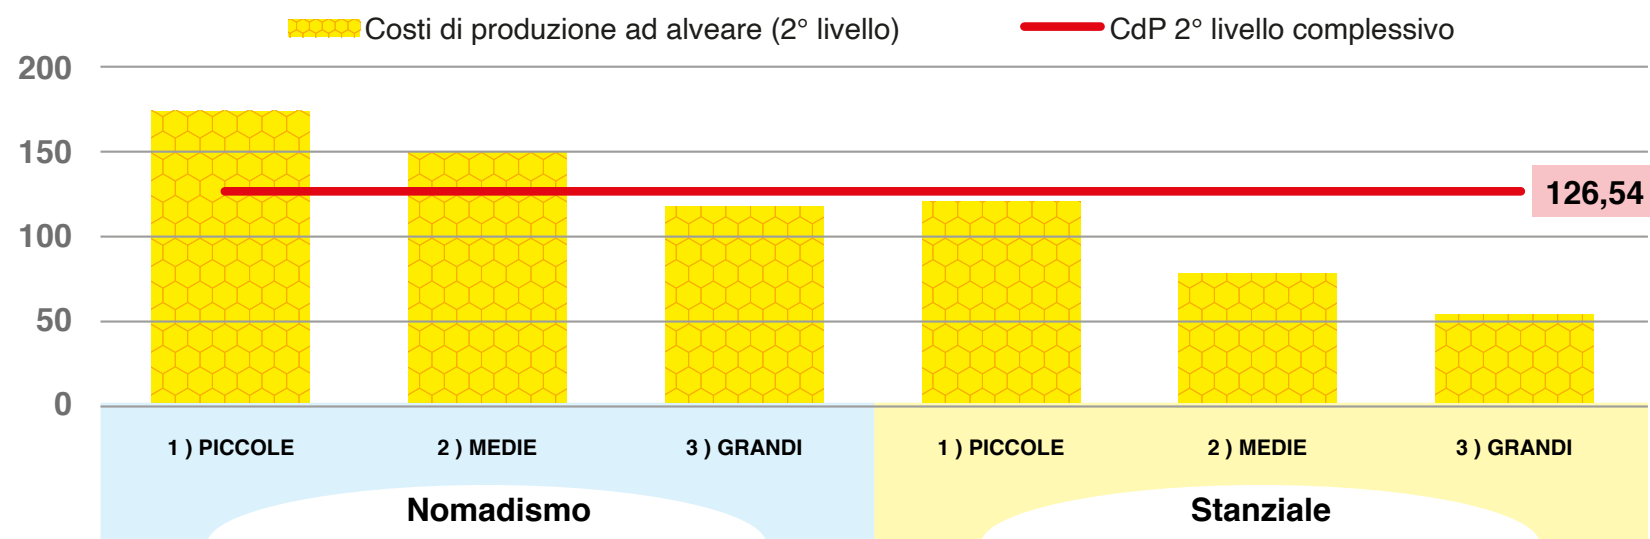 Costi di produzione ad alveare (2° livello) CdP 2° livello complessivo
200
150
126,54
100
50
0
1 ) PICCOLE 2 ) MEDIE 3 ) GRANDI 1 ) PICCOLE 2 ) MEDIE 3 ) GRANDI
Nomadismo Stanziale